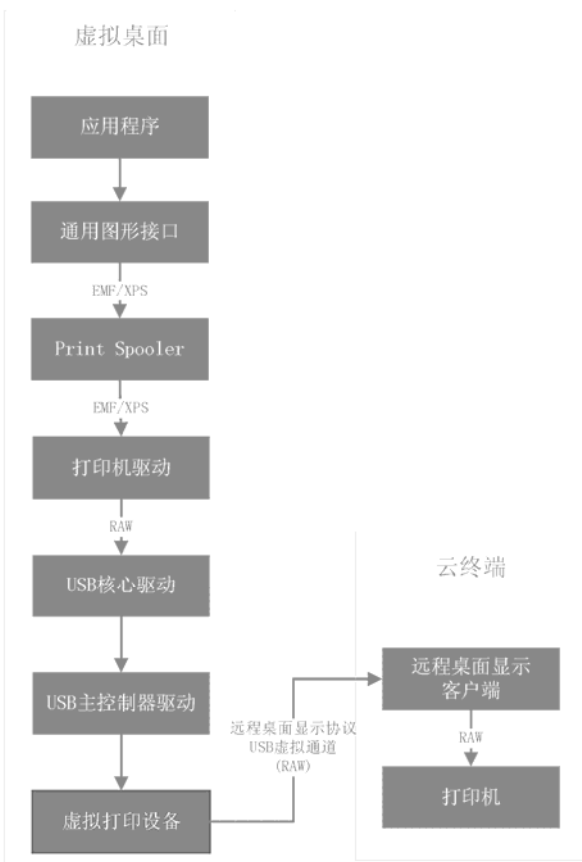 虚拟桌面
应用程序
通用图形接口
EMF/XPS
Print Spooler
EMF/XPS
打印机驱动
RAW
USB核心驱动
USB主控制器驱动
虚拟打印设备
远程桌面显示协议
USB虚拟通道
(RAW)
云终端
远程桌面显示
客户端
RAW
打印机